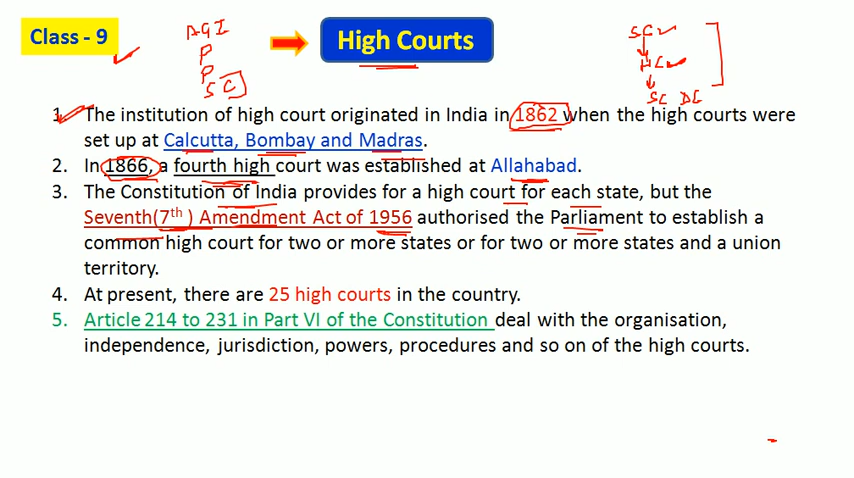 Class - 9
High Courts
A G I
P
P
S C
SC
HC
SC DC
1. The institution of high court originated in India in 1862 when the high courts were
set up at Calcutta, Bombay and Madras.
2. In 1866, a fourth high court was established at Allahabad.
3. The Constitution of India provides for a high court for each state, but the
Seventh(7th ) Amendment Act of 1956 authorised the Parliament to establish a
common high court for two or more states or for two or more states and a union
territory.
4. At present, there are 25 high courts in the country.
5. Article 214 to 231 in Part VI of the Constitution deal with the organisation,
independence, jurisdiction, powers, procedures and so on of the high courts.